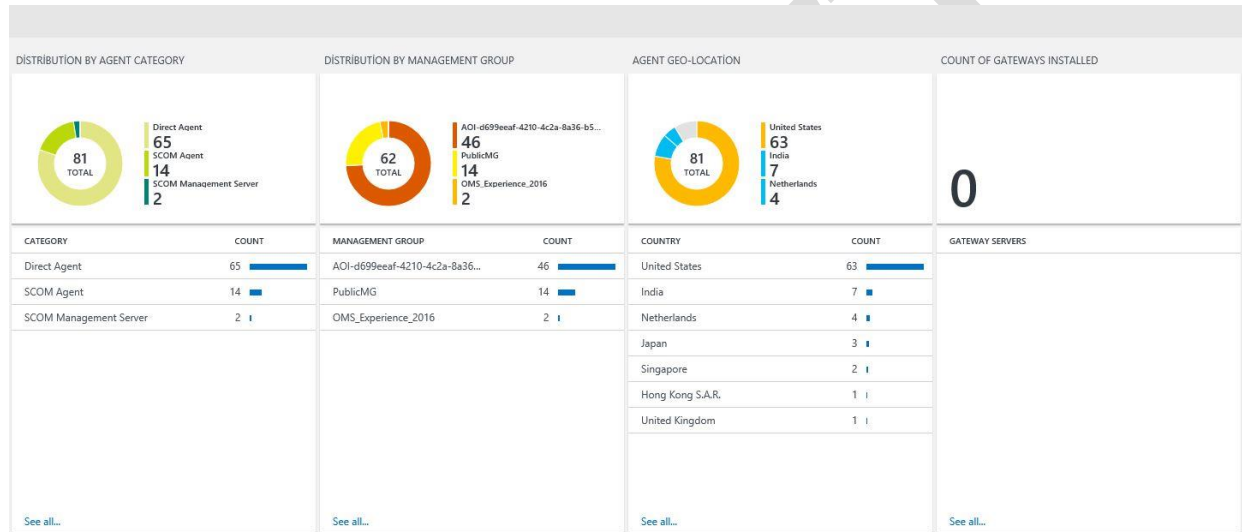 DİSTRİBUTİON BY AGENT CATEGORY
81
TOTAL
Direct Agent
65
SCOM Agent
14
SCOM Management Server
2
CATEGORY COUNT
Direct Agent 65
SCOM Agent 14
SCOM Management Server 2
See all...
DİSTRİBUTİON BY MANAGEMENT GROUP
62
TOTAL
AOI-d699eeaf-4210-4c2a-8a36-b5...
46
PublicMG
14
OMS_Experience_2016
2
MANAGEMENT GROUP COUNT
AOI-d699eeaf-4210-4c2a-8a36... 46
PublicMG 14
OMS_Experience_2016 2
See all...
AGENT GEO-LOCATİON
81
TOTAL
United States
63
India
7
Netherlands
4
COUNTRY COUNT
United States 63
India 7
Netherlands 4
Japan 3
Singapore 2
Hong Kong S.A.R. 1
United Kingdom 1
See all...
COUNT OF GATEWAYS INSTALLED
0
GATEWAY SERVERS
See all...